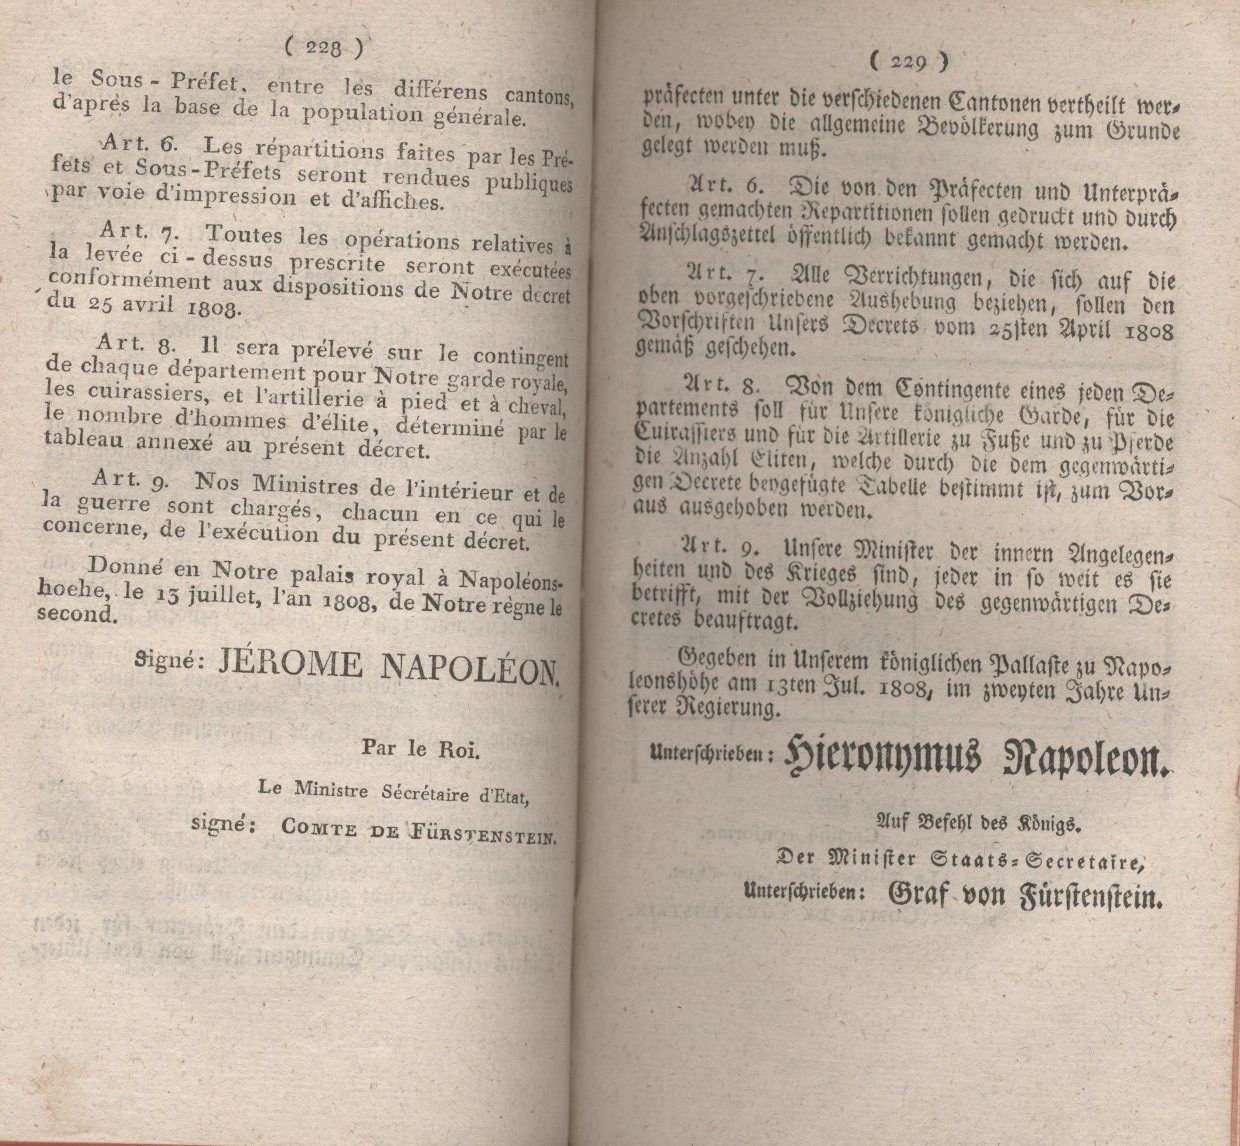 ( 228 )
le Sous-Préfet, entre les différens cantons,
d'après la base de la population générale.
Art. 6. Les répartitions faites par les Pré-
fets et Sous-Préfets seront rendues publiques
par voie d'impression et d'affiches.
Art. 7. Toutes les opérations relatives à
la levée ci-dessus prescrite seront exécutées
conformément aux dispositions de Notre décret
du 25 avril 1808.
Art. 8. Il sera prélevé sur le contingent
de chaque département pour Notre garde royale,
les cuirassiers, et l'artillerie à pied et à cheval,
le nombre d'hommes d'élite, déterminé par le
tableau annexé au présent décret.
Art. 9. Nos Ministres de l'intérieur et de
la guerre sont chargés, chacun en ce qui le
concerne, de l'exécution du présent décret.
Donné en Notre palais royal à Napoléons-
hoehe, le 13 juillet, l'an 1808, de Notre règne le
second.
Signé: JÉROME NAPOLÉON.
Par le Roi.
Le Ministre Sécrétaire d'Etat,
signé: COMTE DE FÜRSTENSTEIN.
( 229 )
präfecten unter die verschiedenen Cantonen vertheilt wer-
den, wobey die allgemeine Bevölkerung zum Grunde
gelegt werden muß.
Art. 6. Die von den Präfecten und Unterprä-
fecten gemachten Repartitionen sollen gedruckt und durch
Anschlagszettel öffentlich bekannt gemacht werden.
Art. 7. Alle Verrichtungen, die sich auf die
oben vorgeschriebene Aushebung beziehen, sollen den
Vorschriften Unsers Decrets vom 25sten April 1808
gemäß geschehen.
Art. 8. Von dem Contingente eines jeden De-
partements soll für Unsere königliche Garde, für die
Cuirassiers und für die Artillerie zu Fuße und zu Pferde
die Anzahl Eliten, welche durch die dem gegenwärti-
gen Decrete beygefügte Tabelle bestimmt ist, zum Vor-
aus ausgehoben werden.
Art. 9. Unsere Minister der innern Angelegen-
heiten und des Krieges sind, jeder in so weit es sie
betrifft, mit der Vollziehung des gegenwärtigen De-
cretes beauftragt.
Gegeben in Unserem königlichen Pallaste zu Napo-
leonshöhe am 13ten Jul. 1808, im zweyten Jahre Un-
serer Regierung.
Unterschrieben: Hieronymus Napoleon.
Auf Befehl des Königs.
Der Minister Staats-Secretaire,
Unterschrieben: Graf von Fürstenstein.